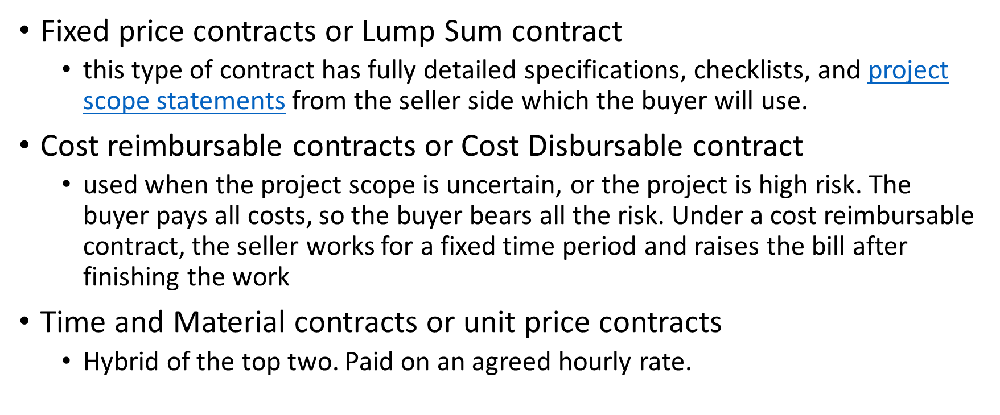 • Fixed price contracts or Lump Sum contract
• this type of contract has fully detailed specifications, checklists, and project
scope statements from the seller side which the buyer will use.
• Cost reimbursable contracts or Cost Disbursable contract
• used when the project scope is uncertain, or the project is high risk. The
buyer pays all costs, so the buyer bears all the risk. Under a cost reimbursable
contract, the seller works for a fixed time period and raises the bill after
finishing the work
• Time and Material contracts or unit price contracts
• Hybrid of the top two. Paid on an agreed hourly rate.